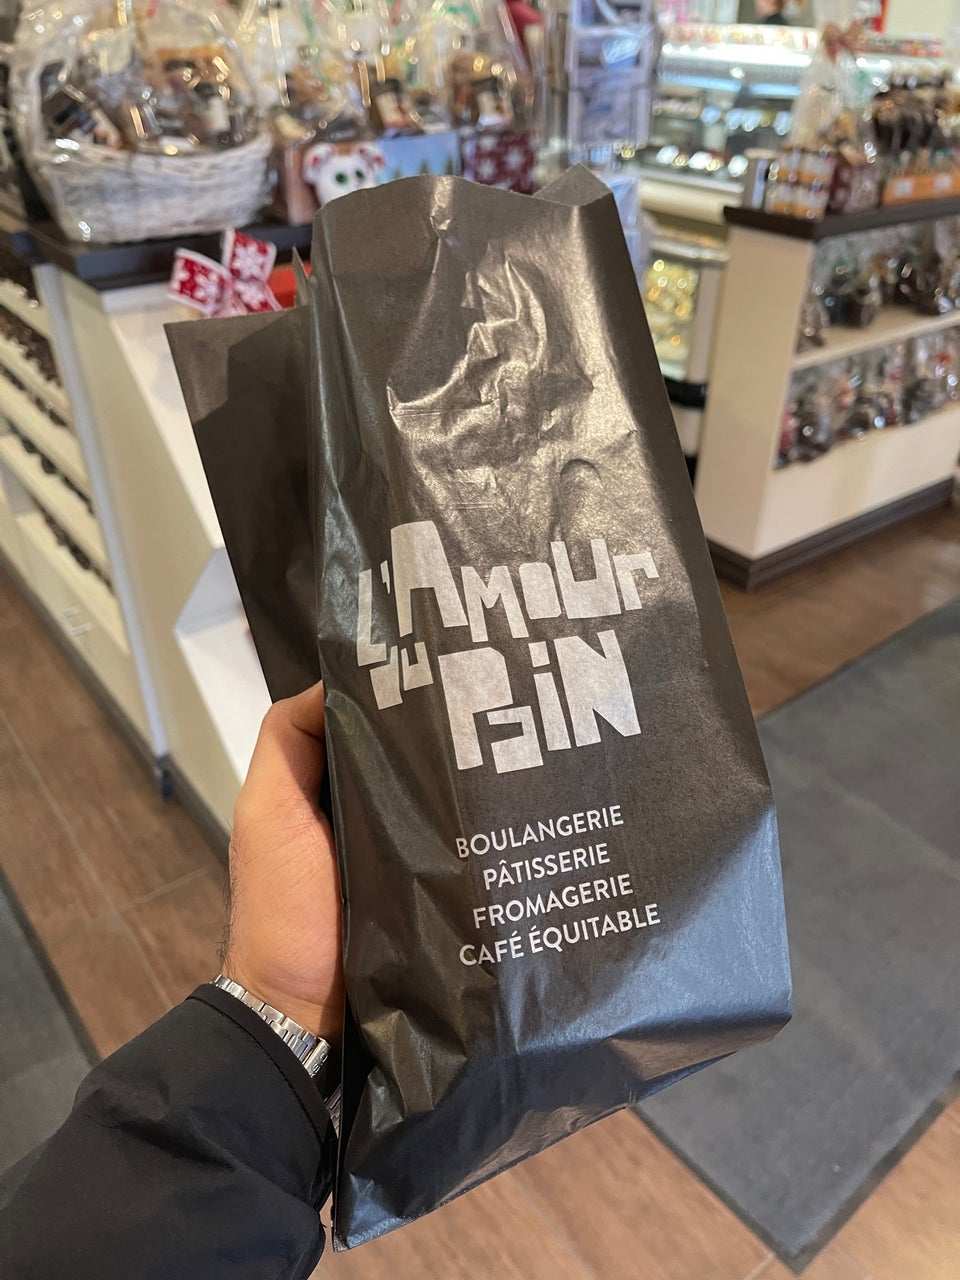 L'AMOUr
DU
PaiN
BOULANGERIE
PÂTISSERIE
FROMAGERIE
CAFÉ ÉQUITABLE